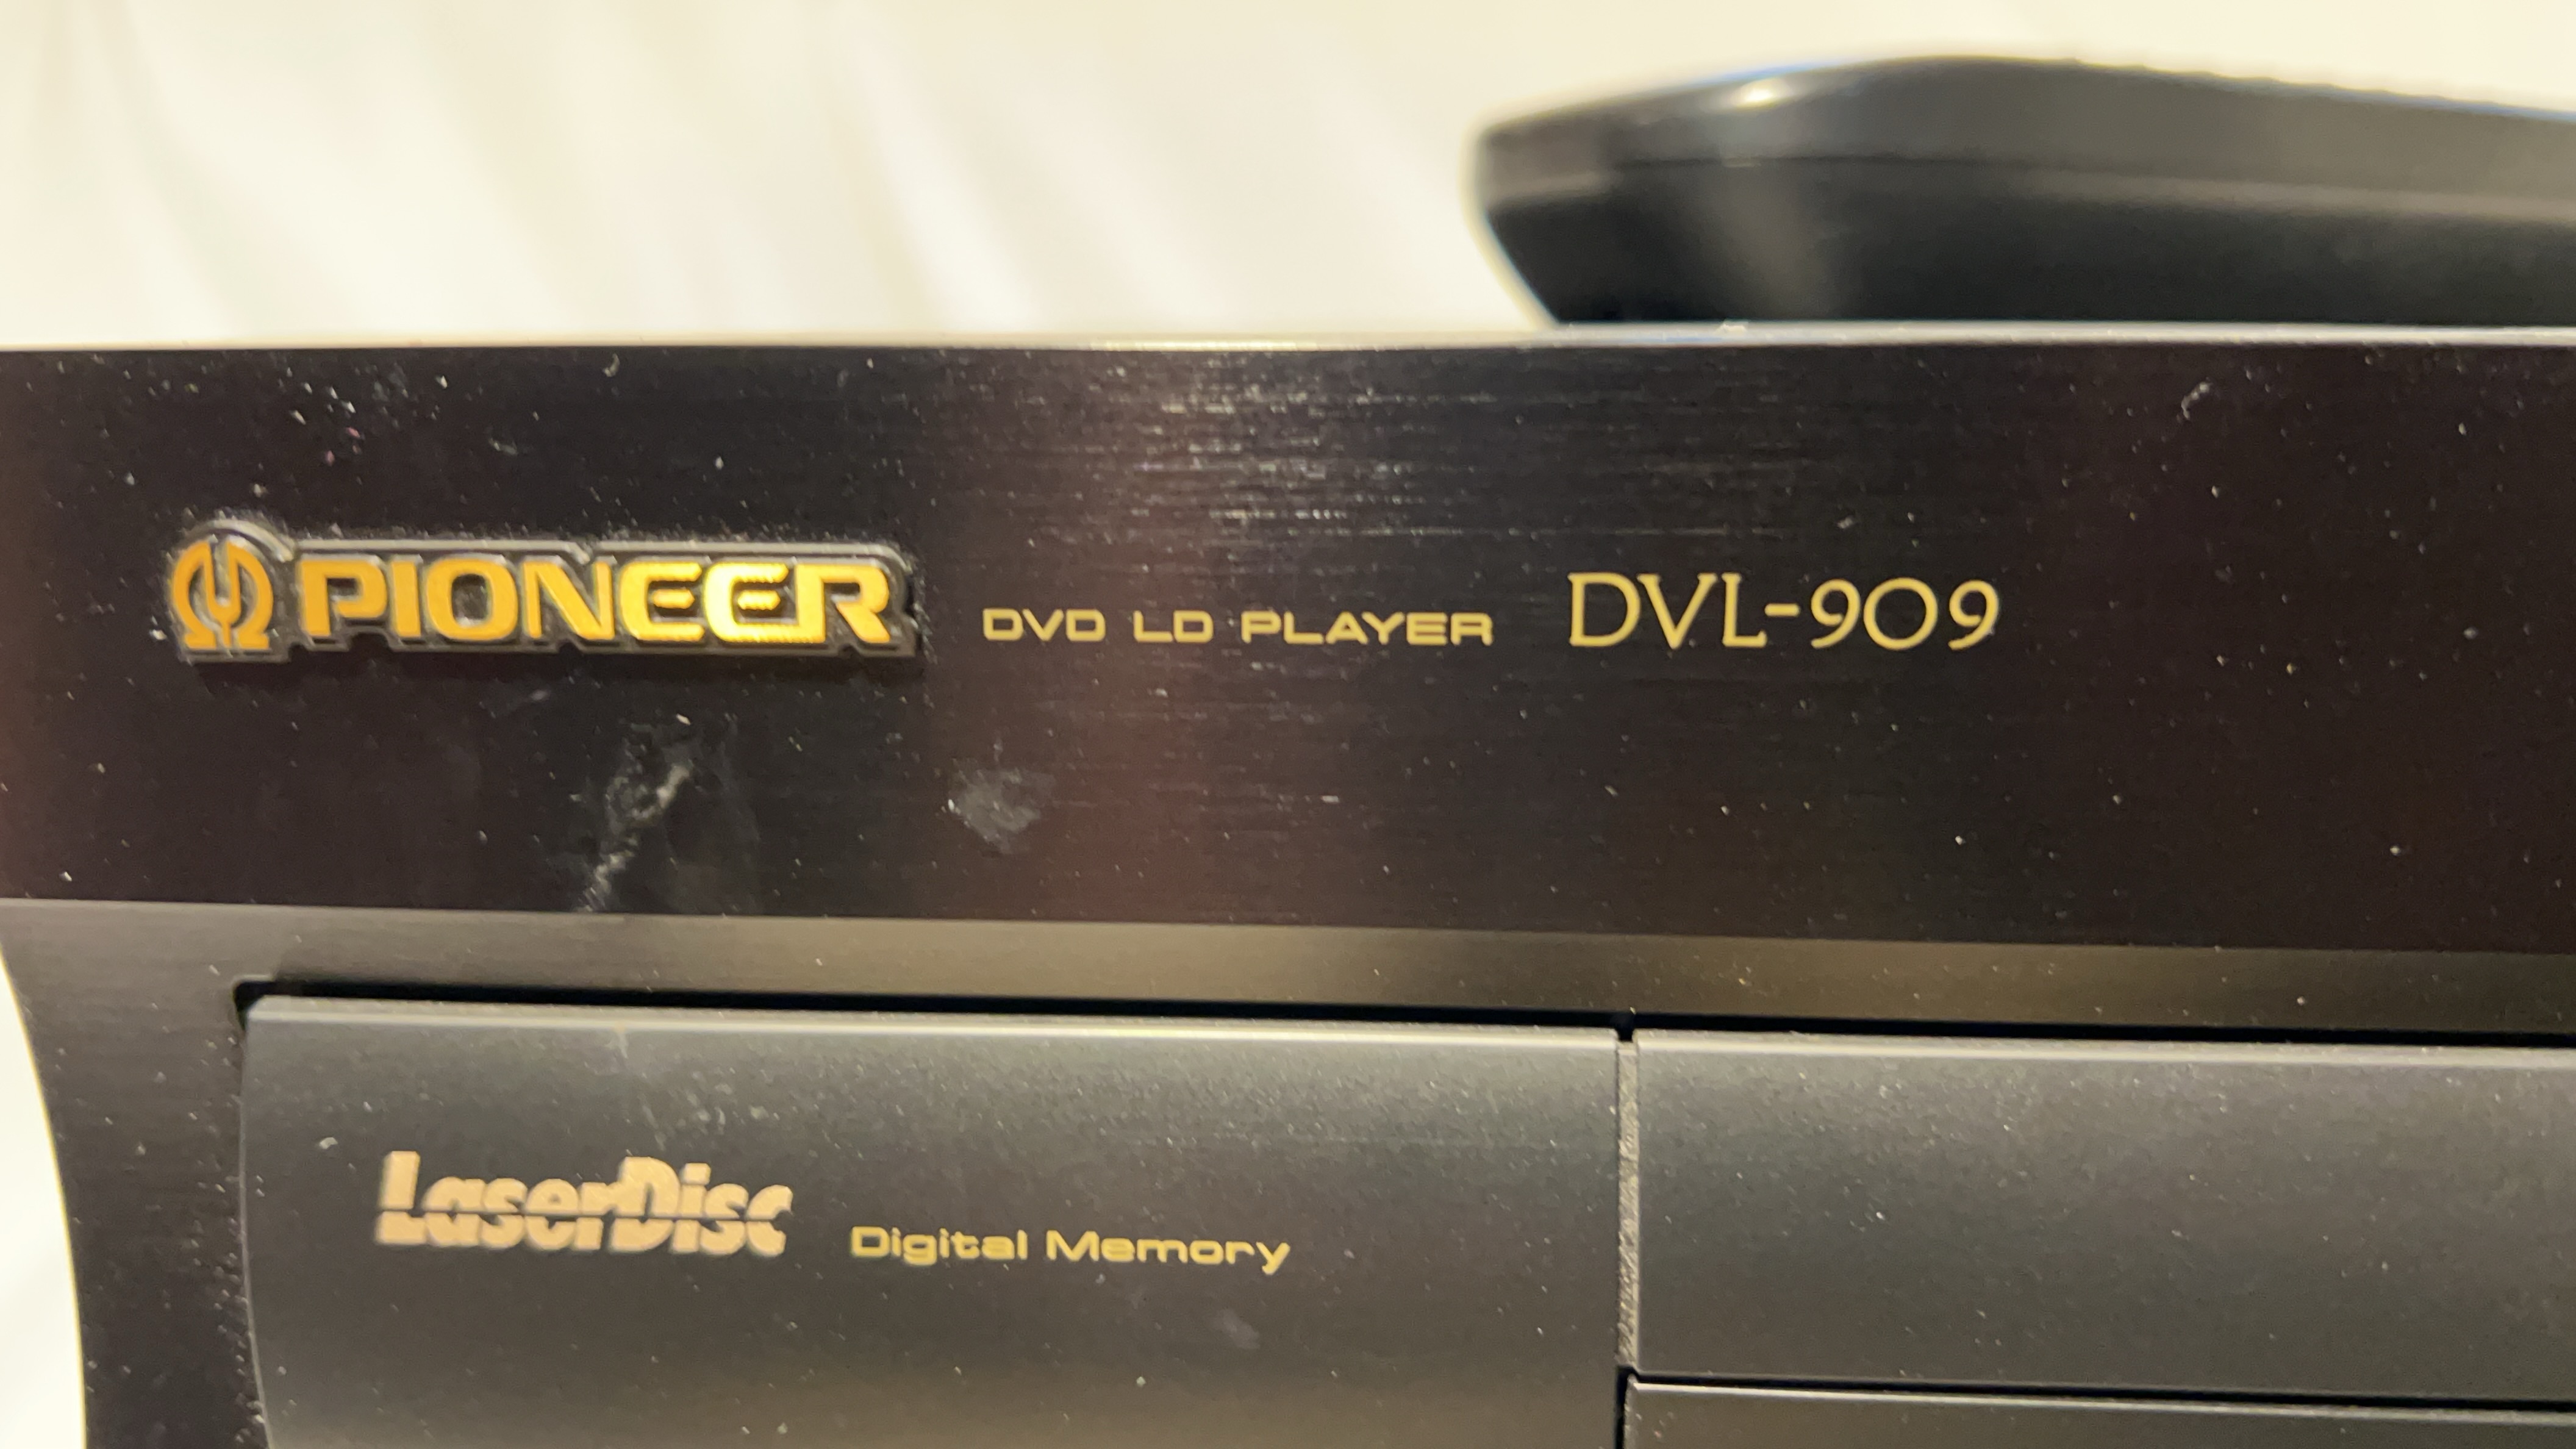 PIONEER DVD LD PLAYER DVL-909
LaserDisc Digital Memory